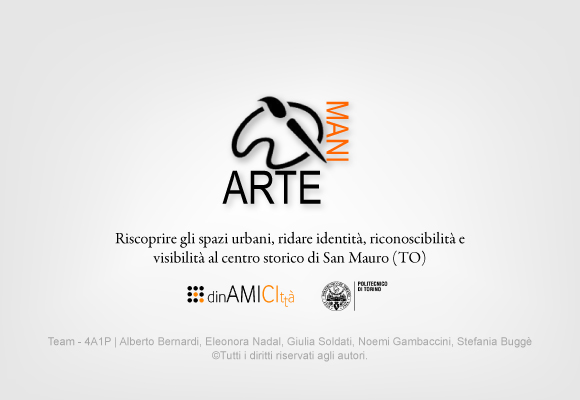 MANI
ARTE
Riscoprire gli spazi urbani, ridare identità, riconoscibilità e
visibilità al centro storico di San Mauro (TO)
dinAMICIttà
POLITECNICO
DI TORINO
Team - 4A1P | Alberto Bernardi, Eleonora Nadal, Giulia Soldati, Noemi Gambaccini, Stefania Buggè
©Tutti i diritti riservati agli autori.